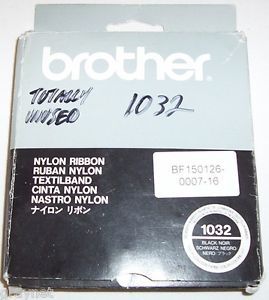 brother
TOTALLY
UNUSED
1032
NYLON RIBBON
RUBAN NYLON
TEXTILBAND
CINTA NYLON
NASTRO NYLON
ナイロン リボン
BF150126-
0007-16
1032
BLACK NOIR
SCHWARZ NEGRO
NERO ブラック